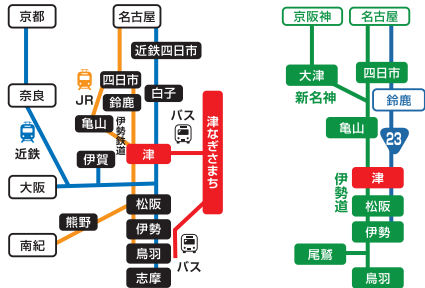 京都
名古屋
近鉄四日市
奈良
JR
四日市
鈴鹿
白子
亀山
伊勢鉄道
バス
近鉄
伊賀
津
津なぎさまち
大阪
松阪
熊野
伊勢
南紀
鳥羽
バス
志摩
京阪神
名古屋
大津
四日市
新名神
鈴鹿
亀山
23
津
伊勢道
松阪
伊勢
尾鷲
鳥羽